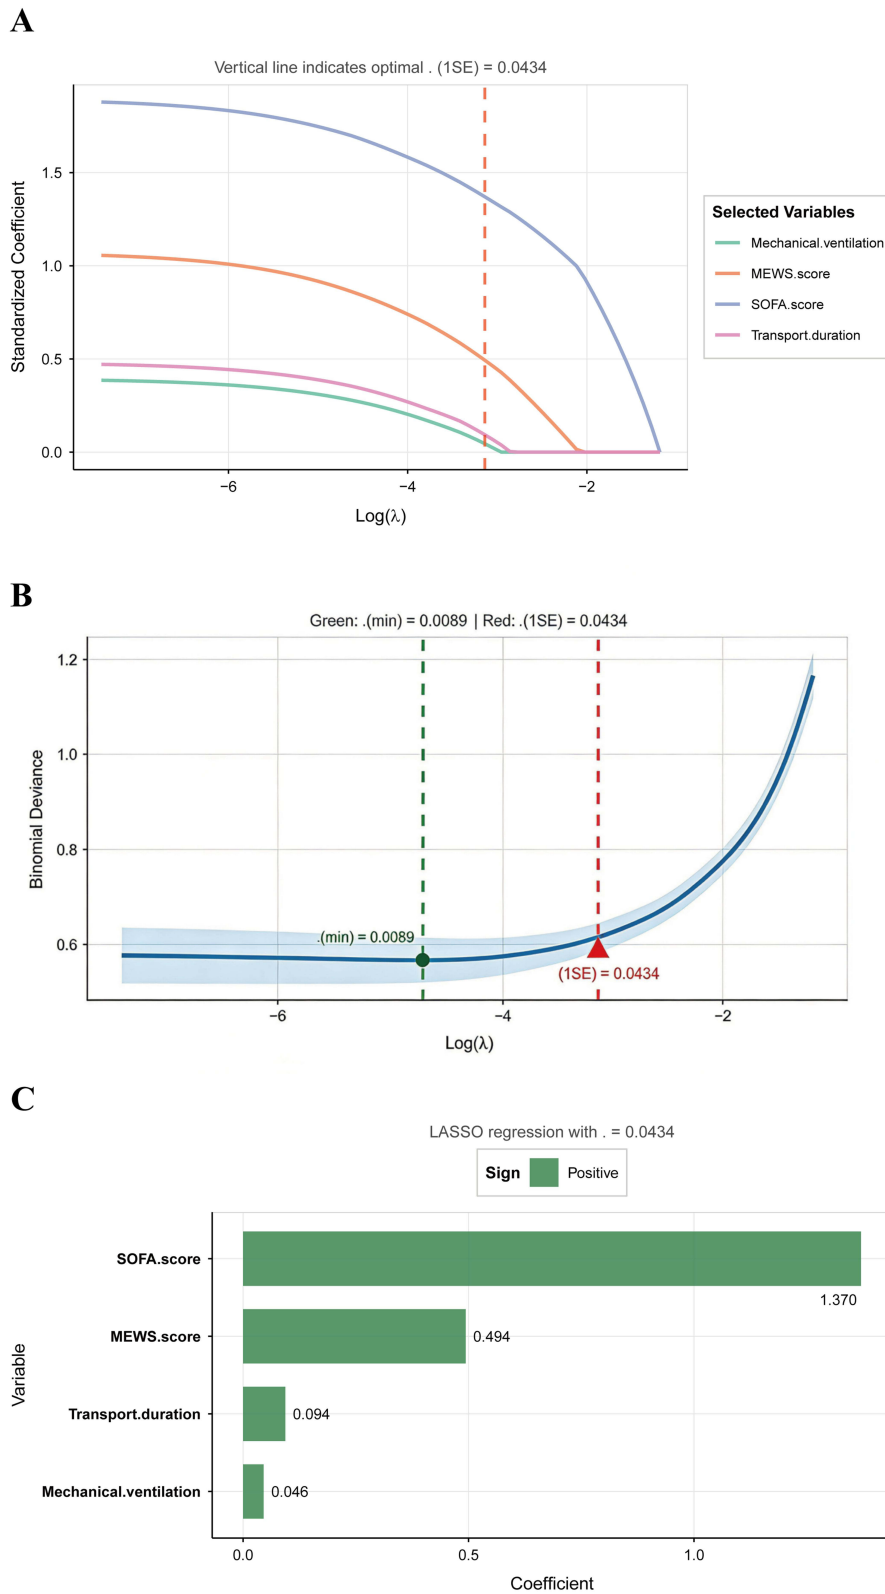 A
Vertical line indicates optimal . (1SE) = 0.0434
Standardized Coefficient
1.5
1.0
0.5
0.0
−6
−4
−2
Log(λ)
Selected Variables
Mechanical.ventilation
MEWS.score
SOFA.score
Transport.duration
B
Green: .(min) = 0.0089 | Red: .(1SE) = 0.0434
Binomial Deviance
1.2
1.0
0.8
0.6
.(min) = 0.0089
(1SE) = 0.0434
−6
−4
−2
Log(λ)
C
LASSO regression with . = 0.0434
Sign Positive
Variable
SOFA.score
1.370
MEWS.score
0.494
Transport.duration
0.094
Mechanical.ventilation
0.046
0.0
0.5
1.0
Coefficient